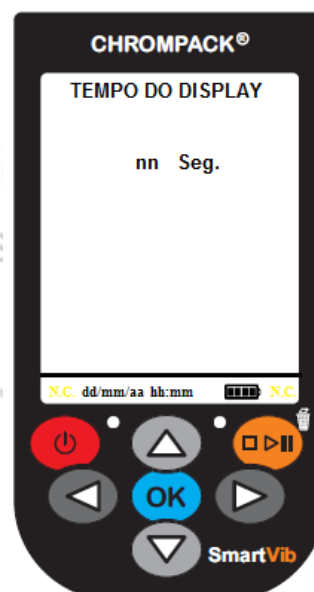 CHROMPACK®
TEMPO DO DISPLAY
nn Seg.
N.C. dd/mm/aa hh:mm N.C.
OK
SmartVib